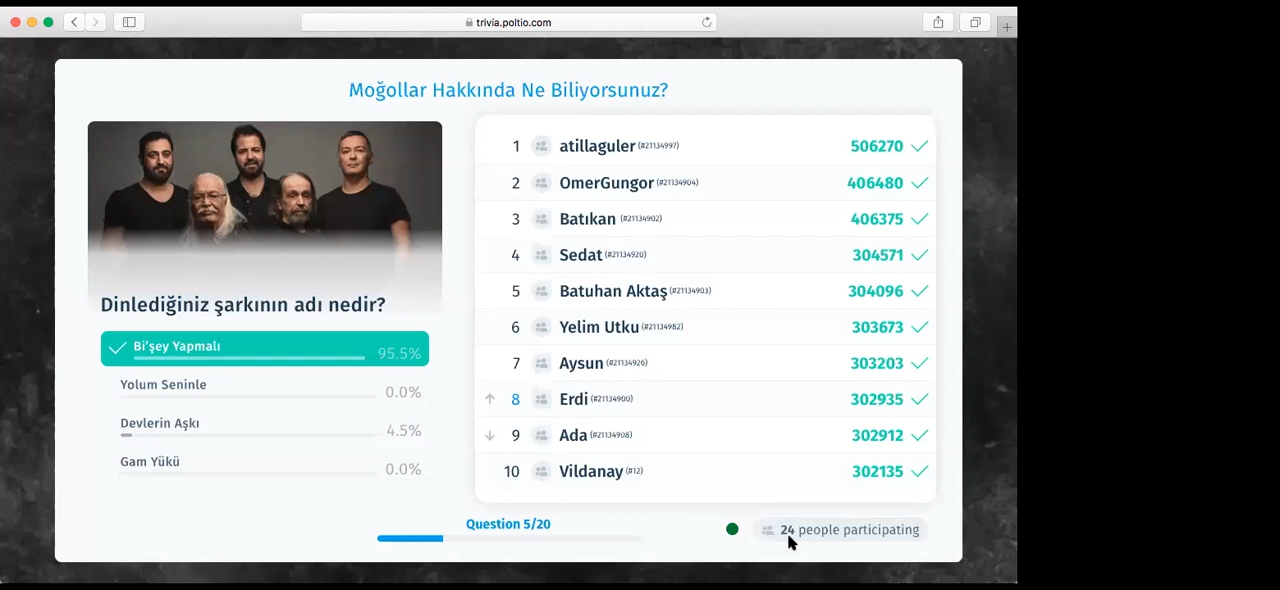 trivia.poltio.com
Moğollar Hakkında Ne Biliyorsunuz?
Dinlediğiniz şarkının adı nedir?
Bi'şey Yapmalı 95.5%
Yolum Seninle 0.0%
Devlerin Aşkı 4.5%
Gam Yükü 0.0%
1 atillaguler (#21134997) 506270
2 OmerGungor (#21134904) 406480
3 Batıkan (#21134902) 406375
4 Sedat (#21134920) 304571
5 Batuhan Aktaş (#21134903) 304096
6 Yelim Utku (#21134982) 303673
7 Aysun (#21134926) 303203
8 Erdi (#21134900) 302935
9 Ada (#21134908) 302912
10 Vildanay (#12) 302135
Question 5/20
24 people participating